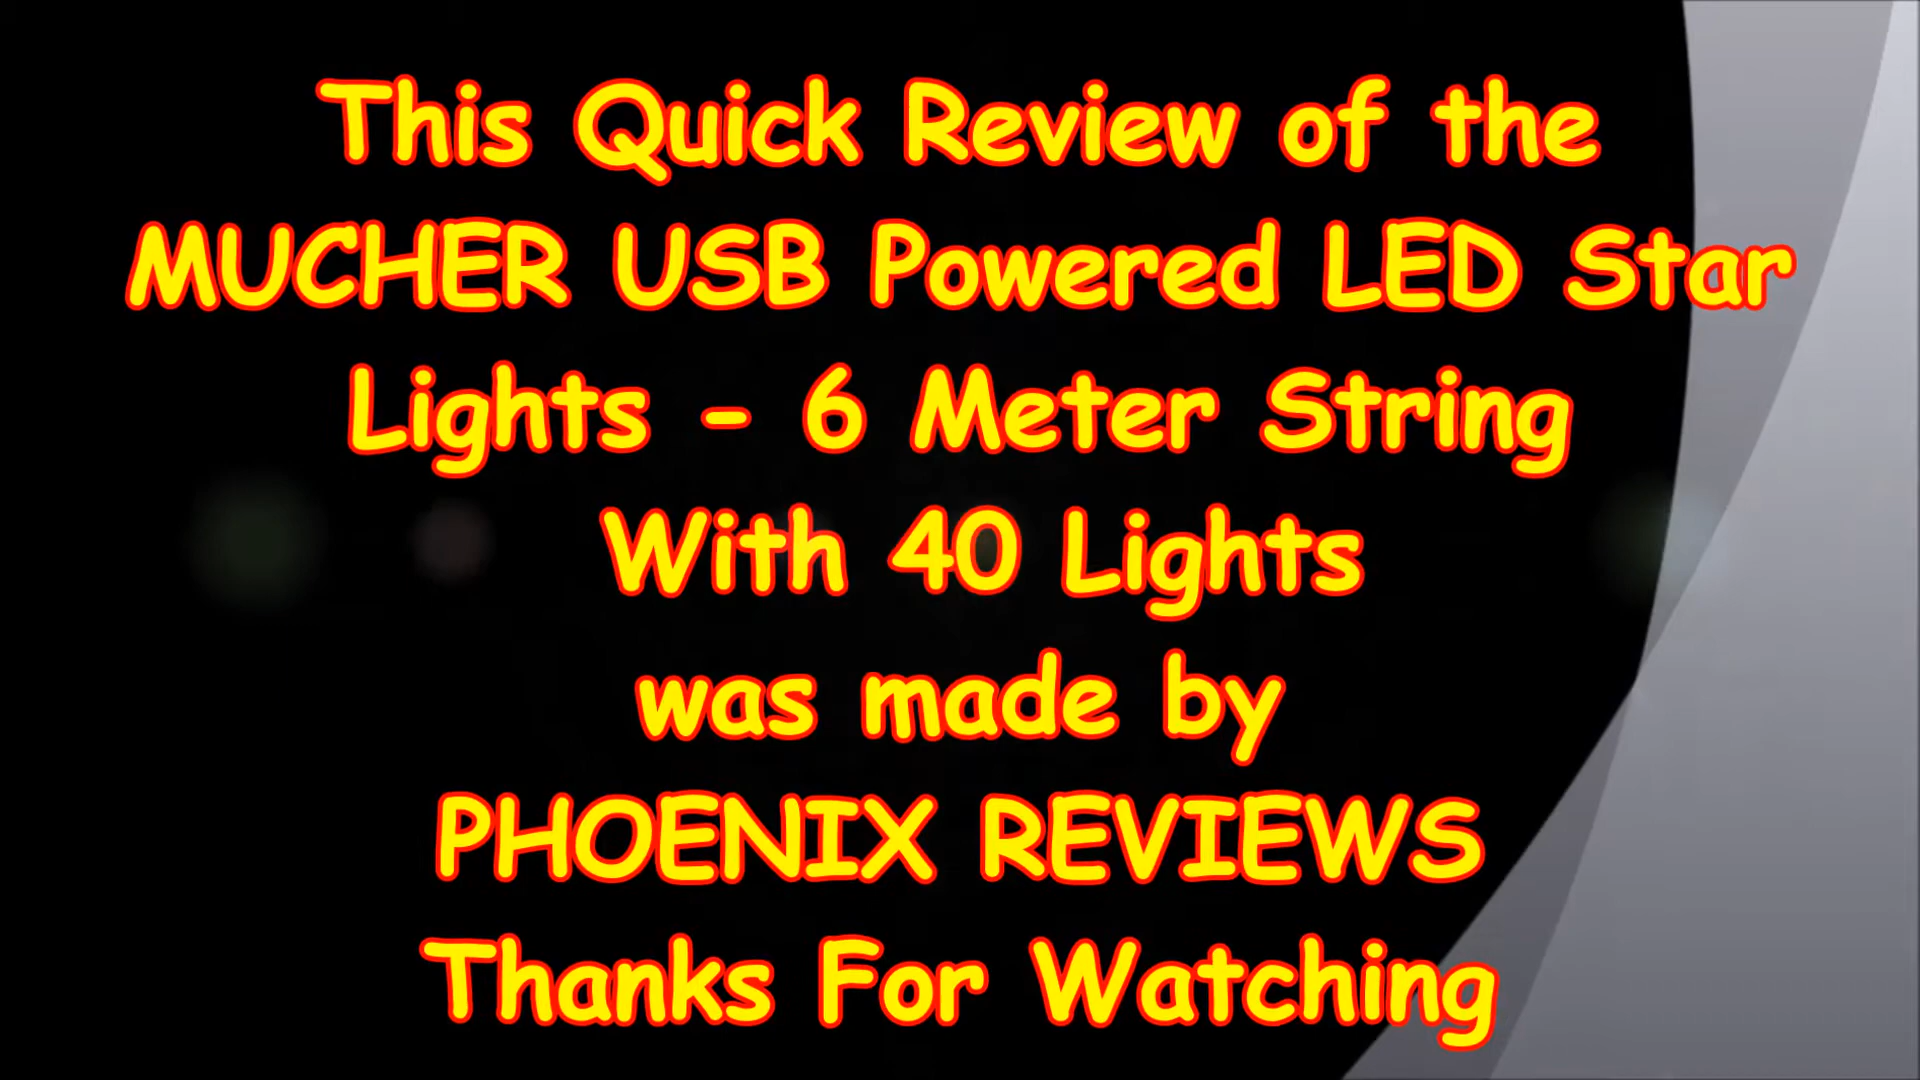 This Quick Review of the
MUCHER USB Powered LED Star
Lights - 6 Meter String
With 40 Lights
was made by
PHOENIX REVIEWS
Thanks For Watching